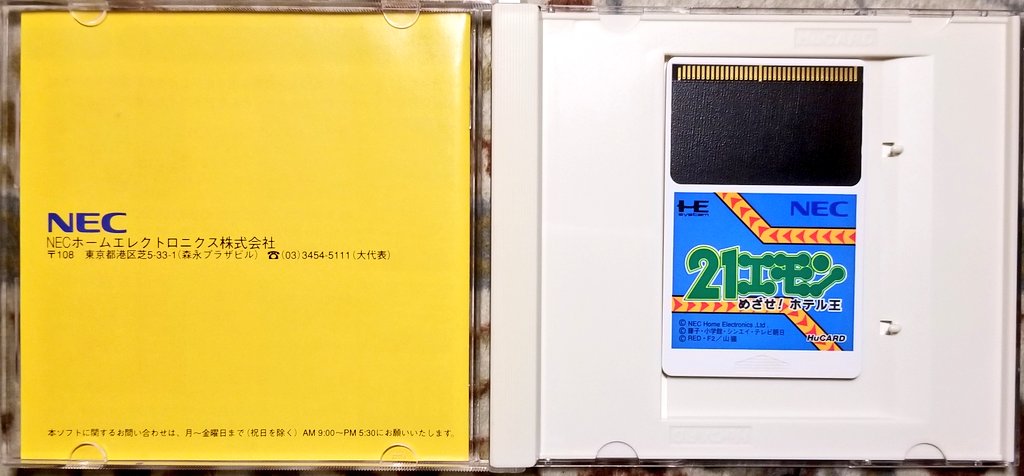 NEC
NECホームエレクトロニクス株式会社
〒108 東京都港区芝5-33-1(森永プラザビル) ☎(03)3454-5111(大代表)
本ソフトに関するお問い合わせは、月〜金曜日まで(祝日を除く) AM 9:00〜PM 5:30にお願いいたします。
HE
system
NEC
21エモン
めざせ!ホテル王
© NEC Home Electronics ,Ltd.
© 藤子・小学館・シンエイ・テレビ朝日
© RED・F2/山猫
HuCARD